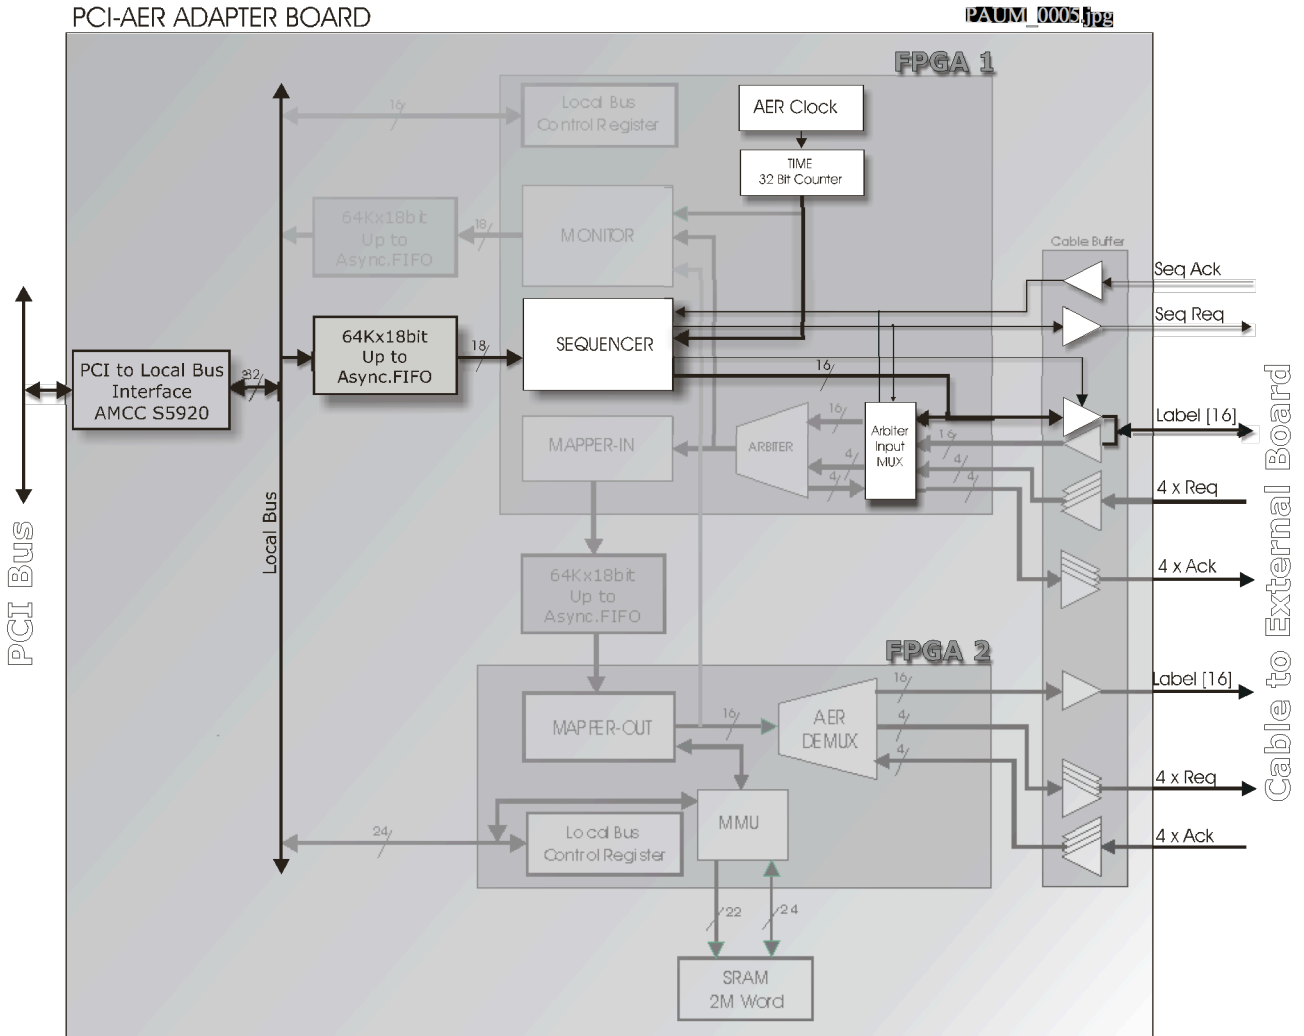 PCI-AER ADAPTER BOARD
PAUM_0005.jpg
FPGA 1
16
Local Bus
Control Register
AER Clock
TIME
32 Bit Counter
64Kx18bit
Up to
Async.FIFO
18
MONITOR
Cable Buffer
Seq Ack
Seq Req
64Kx18bit
Up to
Async.FIFO
18
SEQUENCER
PCI to Local Bus
Interface
AMCC S5920
32
16
Label [16]
MAPPER-IN
ARBITER
16
4
4
Arbiter
Input
MUX
16
4
4
4 x Req
4 x Ack
Local Bus
PCI Bus
Cable to External Board
64Kx18bit
Up to
Async.FIFO
FPGA 2
MAPPER-OUT
16
AER
DEMUX
16
4
4
Label [16]
4 x Req
4 x Ack
24
Local Bus
Control Register
MMU
22
24
SRAM
2M Word